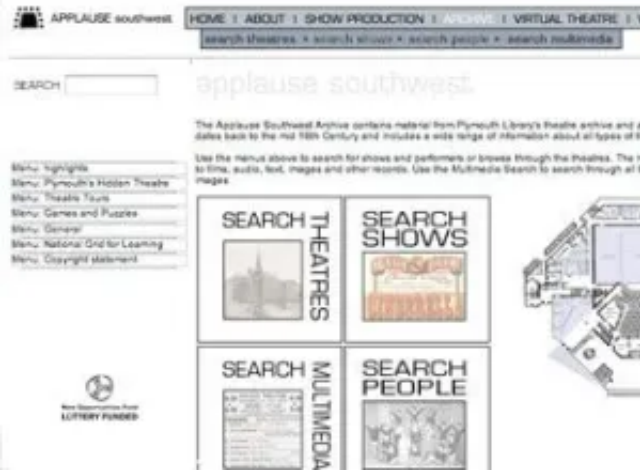 APPLAUSE southwest
HOME | ABOUT | SHOW PRODUCTION | ARCHIVE | VIRTUAL THEATRE |
search theatres • search shows • search people • search multimedia
SEARCH
applause southwest
The Applause Southwest Archive contains material from Plymouth Library's theatre archive and
dates back to the mid 18th Century and includes a wide range of information about all types of
Use the menus above to search for shows and performers or browse through the theatres. The
to film, audio, text, images and other records. Use the Multimedia Search to search through all
images.
Menu: highlights
Menu: Plymouth's Hidden Theatre
Menu: Theatre Tours
Menu: Games and Puzzles
Menu: General
Menu: National Grid for Learning
Menu: Copyright statement
SEARCH THEATRES
SEARCH SHOWS
SEARCH MULTIMEDIA
SEARCH PEOPLE
New Opportunities Fund
LOTTERY FUNDED